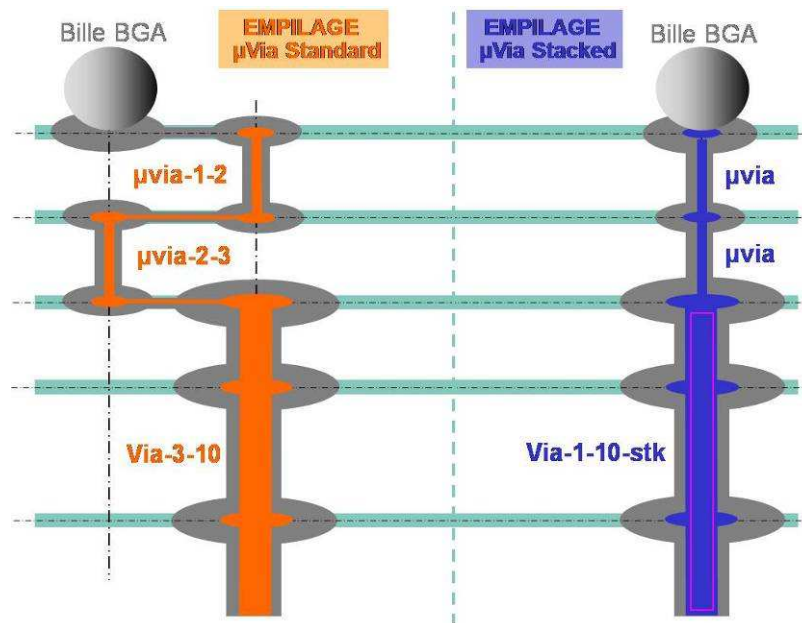 Bille BGA
EMPILAGE
µVia Standard
EMPILAGE
µVia Stacked
Bille BGA
µvia-1-2
µvia
µvia-2-3
µvia
Via-3-10
Via-1-10-stk